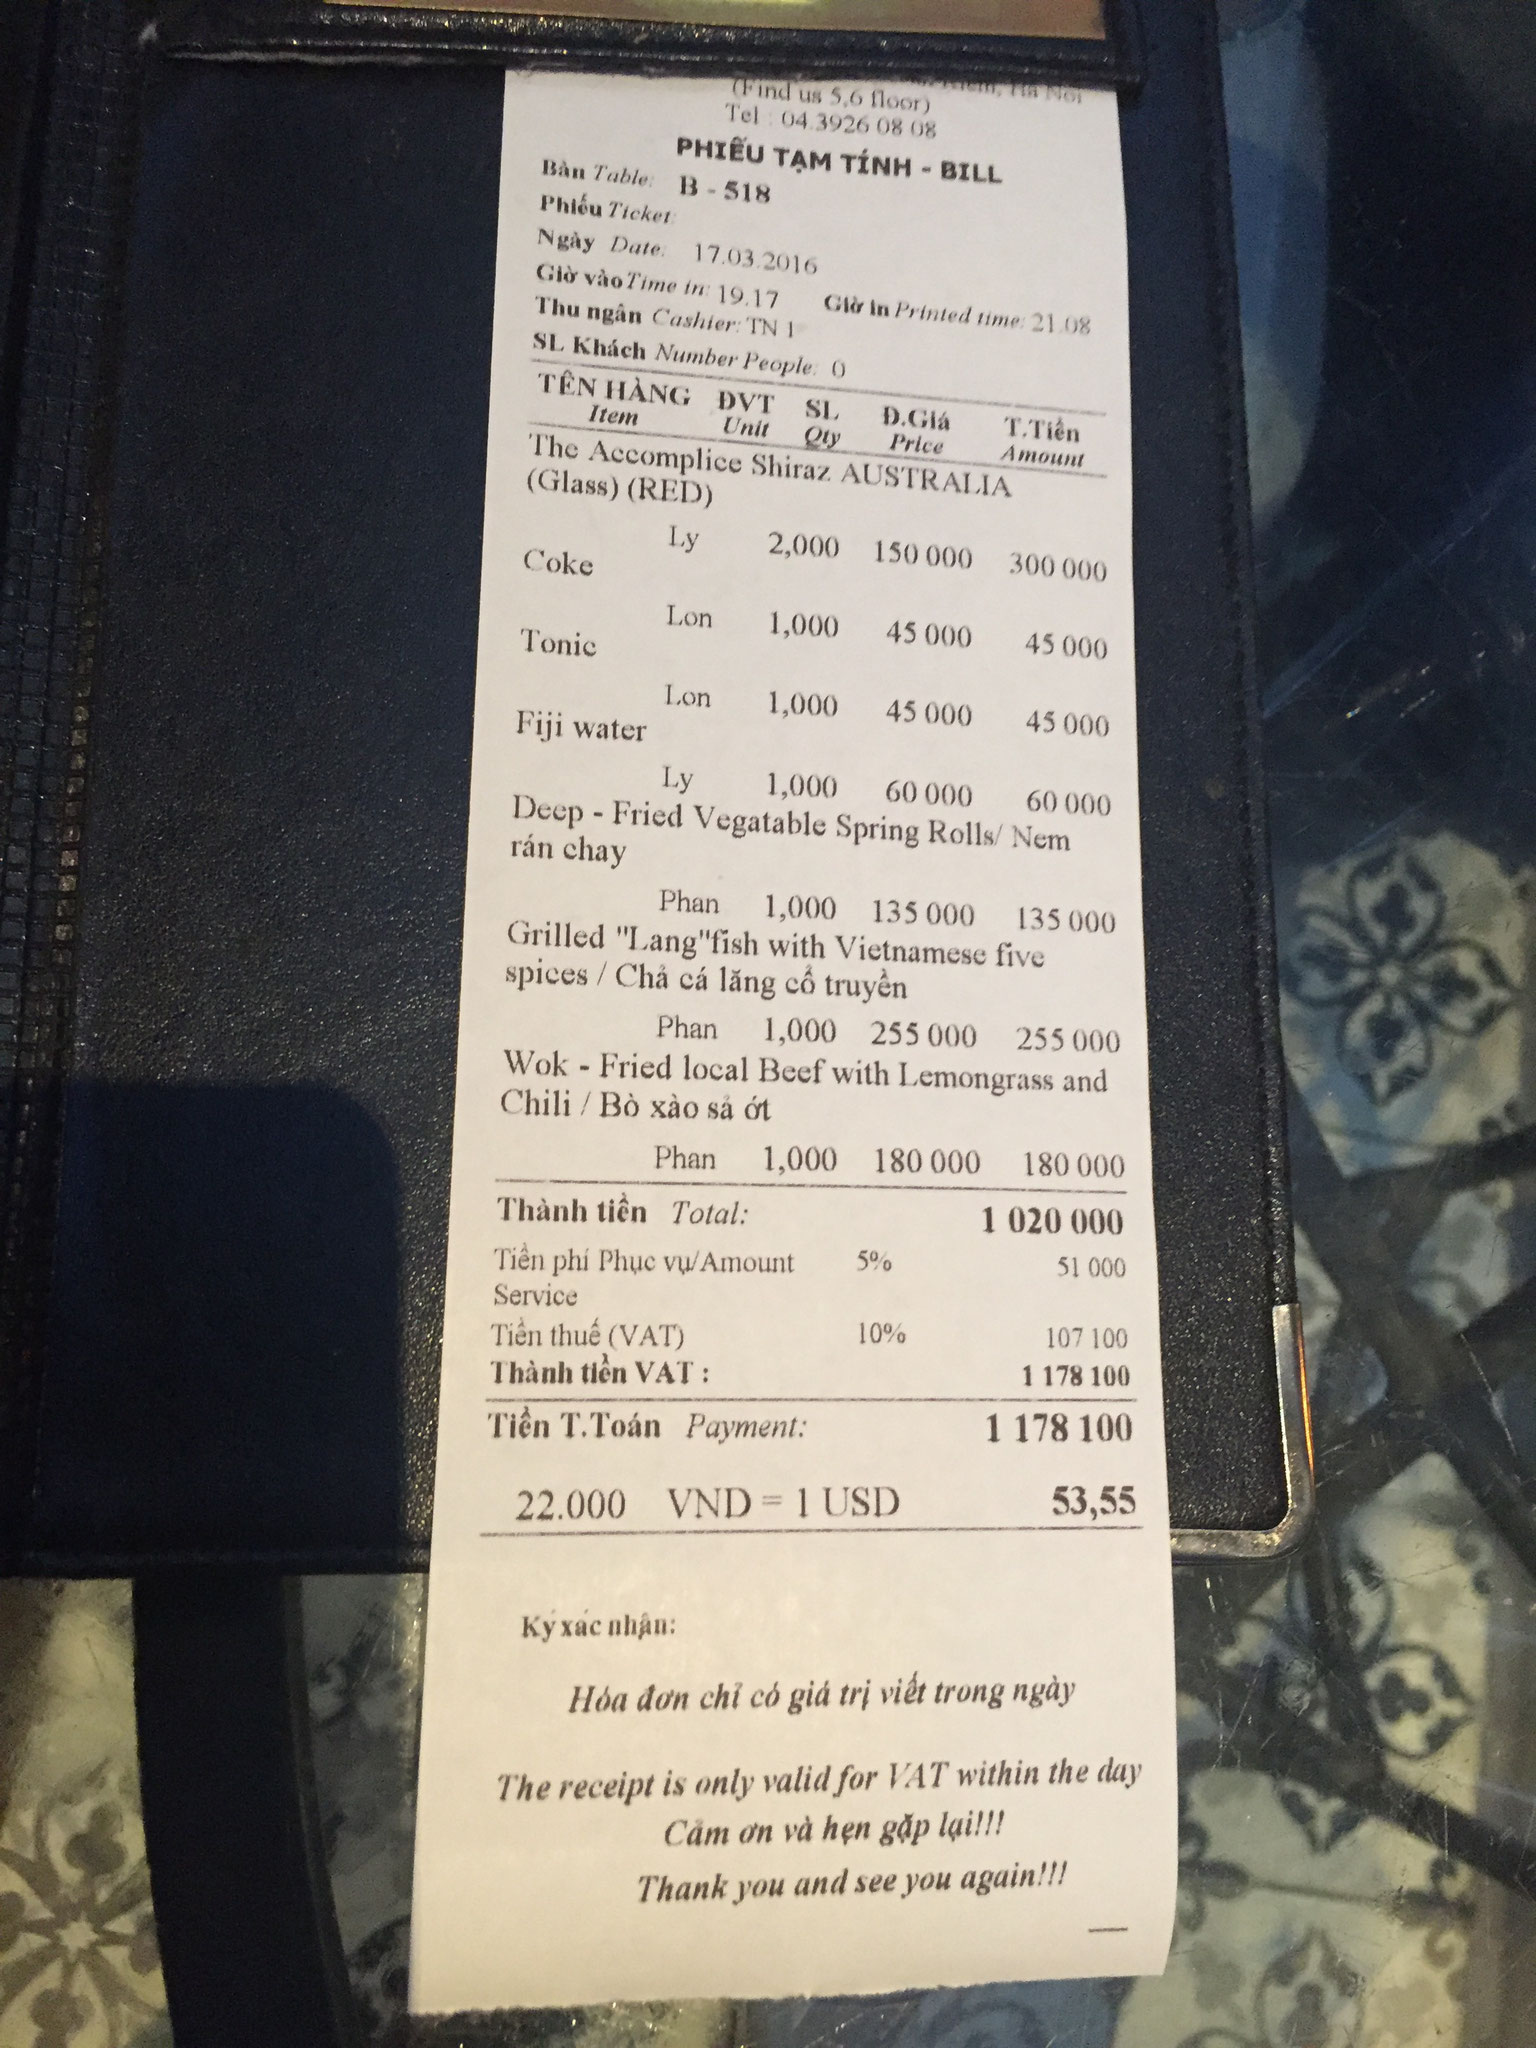 Hà Nội
(Find us 5,6 floor)
Tel : 04.3926 08 08
PHIẾU TẠM TÍNH - BILL
Bàn Table: B - 518
Phiếu Ticket:
Ngày Date: 17.03.2016
Giờ vào Time in: 19.17 Giờ in Printed time: 21.08
Thu ngân Cashier: TN 1
SL Khách Number People: 0
TÊN HÀNG ĐVT SL Đ.Giá T.Tiền
Item Unit Qty Price Amount
The Accomplice Shiraz AUSTRALIA
(Glass) (RED)
Ly 2,000 150 000 300 000
Coke
Lon 1,000 45 000 45 000
Tonic
Lon 1,000 45 000 45 000
Fiji water
Ly 1,000 60 000 60 000
Deep - Fried Vegatable Spring Rolls/ Nem
rán chay
Phan 1,000 135 000 135 000
Grilled "Lang"fish with Vietnamese five
spices / Chả cá lăng cổ truyền
Phan 1,000 255 000 255 000
Wok - Fried local Beef with Lemongrass and
Chili / Bò xào sả ớt
Phan 1,000 180 000 180 000
Thành tiền Total: 1 020 000
Tiền phí Phục vụ/Amount 5% 51 000
Service
Tiền thuế (VAT) 10% 107 100
Thành tiền VAT : 1 178 100
Tiền T.Toán Payment: 1 178 100
22.000 VND = 1 USD 53,55
Ký xác nhận:
Hóa đơn chỉ có giá trị viết trong ngày
The receipt is only valid for VAT within the day
Cảm ơn và hẹn gặp lại!!!
Thank you and see you again!!!